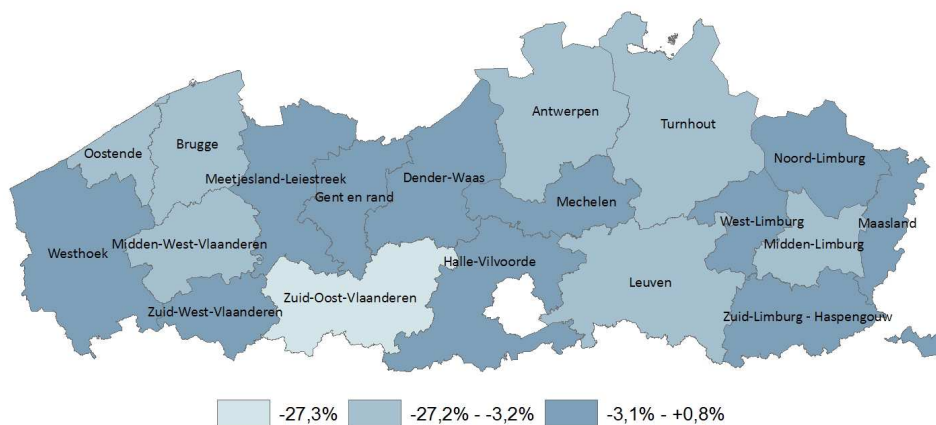 Antwerpen
Turnhout
Brugge
Oostende
Noord-Limburg
Meetjesland-Leiestreek
Dender-Waas
Gent en rand
Mechelen
West-Limburg
Maasland
Westhoek
Midden-West-Vlaanderen
Midden-Limburg
Halle-Vilvoorde
Leuven
Zuid-Oost-Vlaanderen
Zuid-West-Vlaanderen
Zuid-Limburg - Haspengouw
-27,3% -27,2% - -3,2% -3,1% - +0,8%